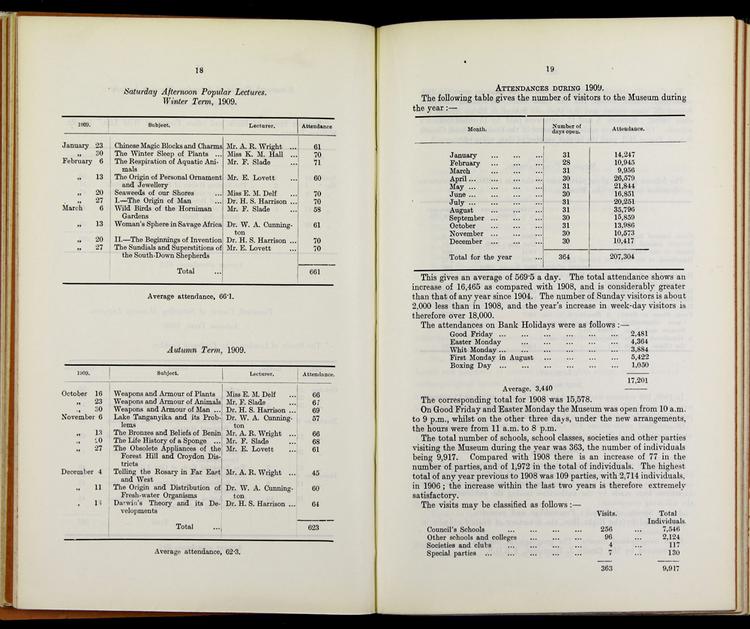 18
Saturday Afternoon Popular Lectures.
Winter Term, 1909.
1909. Subject. Lecturer. Attendance
January 23 Chinese Magic Blocks and Charms Mr. A. R. Wright ... 61
„ 30 The Winter Sleep of Plants ... Miss K. M. Hall ... 70
February 6 The Respiration of Aquatic Ani- Mr. F. Slade ... 71
mals
„ 13 The Origin of Personal Ornament Mr. E. Lovett ... 60
and Jewellery
„ 20 Seaweeds of our Shores ... Miss E. M. Delf ... 70
„ 27 I.—The Origin of Man ... Dr. H. S. Harrison ... 70
March 6 Wild Birds of the Horniman Mr. F. Slade ... 58
Gardens
„ 13 Woman's Sphere in Savage Africa Dr. W. A. Cunning- 61
ton
„ 20 II.—The Beginnings of Invention Dr. H. S. Harrison ... 70
„ 27 The Sundials and Superstitions of Mr. E. Lovett ... 70
the South-Down Shepherds
Total ... 661
Average attendance, 66·1.
Autumn Term, 1909.
1909. Subject. Lecturer. Attendance.
October 16 Weapons and Armour of Plants Miss E. M. Delf ... 66
„ 23 Weapons and Armour of Animals Mr. F. Slade ... 67
„ 30 Weapons and Armour of Man ... Dr. H. S. Harrison ... 69
November 6 Lake Tanganyika and its Prob- Dr. W. A. Cunning- 57
lems ton
„ 13 The Bronzes and Beliefs of Benin Mr. A. R. Wright ... 66
„ 20 The Life History of a Sponge ... Mr. F. Slade ... 68
„ 27 The Obsolete Appliances of the Mr. E. Lovett ... 61
Forest Hill and Croydon Dis-
tricts
December 4 Telling the Rosary in Far East Mr. A. R. Wright ... 45
and West
„ 11 The Origin and Distribution of Dr. W. A. Cunning- 60
Fresh-water Organisms ton
„ Darwin's Theory and its De- Dr. H. S. Harrison ... 64
velopments
Total ... 623
Average attendance, 62·3.
19
ATTENDANCES DURING 1909.
The following table gives the number of visitors to the Museum during
the year :—
Month. Number of days open. Attendance.
January ... ... ... 31 14,247
February ... ... ... 28 10,945
March ... ... ... 31 9,956
April ... ... ... ... 30 26,579
May ... ... ... ... 31 21,844
June ... ... ... ... 30 16,851
July ... ... ... ... 31 20,251
August ... ... ... 31 35,796
September ... ... ... 30 15,859
October ... ... ... 31 13,986
November ... ... ... 30 10,573
December ... ... ... 30 10,417
Total for the year ... 364 207,304
This gives an average of 569·5 a day. The total attendance shows an
increase of 16,465 as compared with 1908, and is considerably greater
than that of any year since 1904. The number of Sunday visitors is about
2,000 less than in 1908, and the year's increase in week-day visitors is
therefore over 18,000.
The attendances on Bank Holidays were as follows :—
Good Friday ... ... ... ... ... ... 2,481
Easter Monday ... ... ... ... ... 4,364
Whit Monday ... ... ... ... ... ... 3,884
First Monday in August ... ... ... ... 5,422
Boxing Day ... ... ... ... ... ... 1,050
17,201
Average, 3,440
The corresponding total for 1908 was 15,578.
On Good Friday and Easter Monday the Museum was open from 10 a.m.
to 9 p.m., whilst on the other three days, under the new arrangements,
the hours were from 11 a.m. to 8 p.m.
The total number of schools, school classes, societies and other parties
visiting the Museum during the year was 363, the number of individuals
being 9,917. Compared with 1908 there is an increase of 77 in the
number of parties, and of 1,972 in the total of individuals. The highest
total of any year previous to 1908 was 109 parties, with 2,714 individuals,
in 1906; the increase within the last two years is therefore extremely
satisfactory.
The visits may be classified as follows :—
Visits. Total
Individuals.
Council's Schools ... ... ... ... 256 ... 7,546
Other schools and colleges ... ... ... 96 ... 2,124
Societies and clubs ... ... ... ... 4 ... 117
Special parties ... ... ... ... ... 7 ... 130
363 9,917